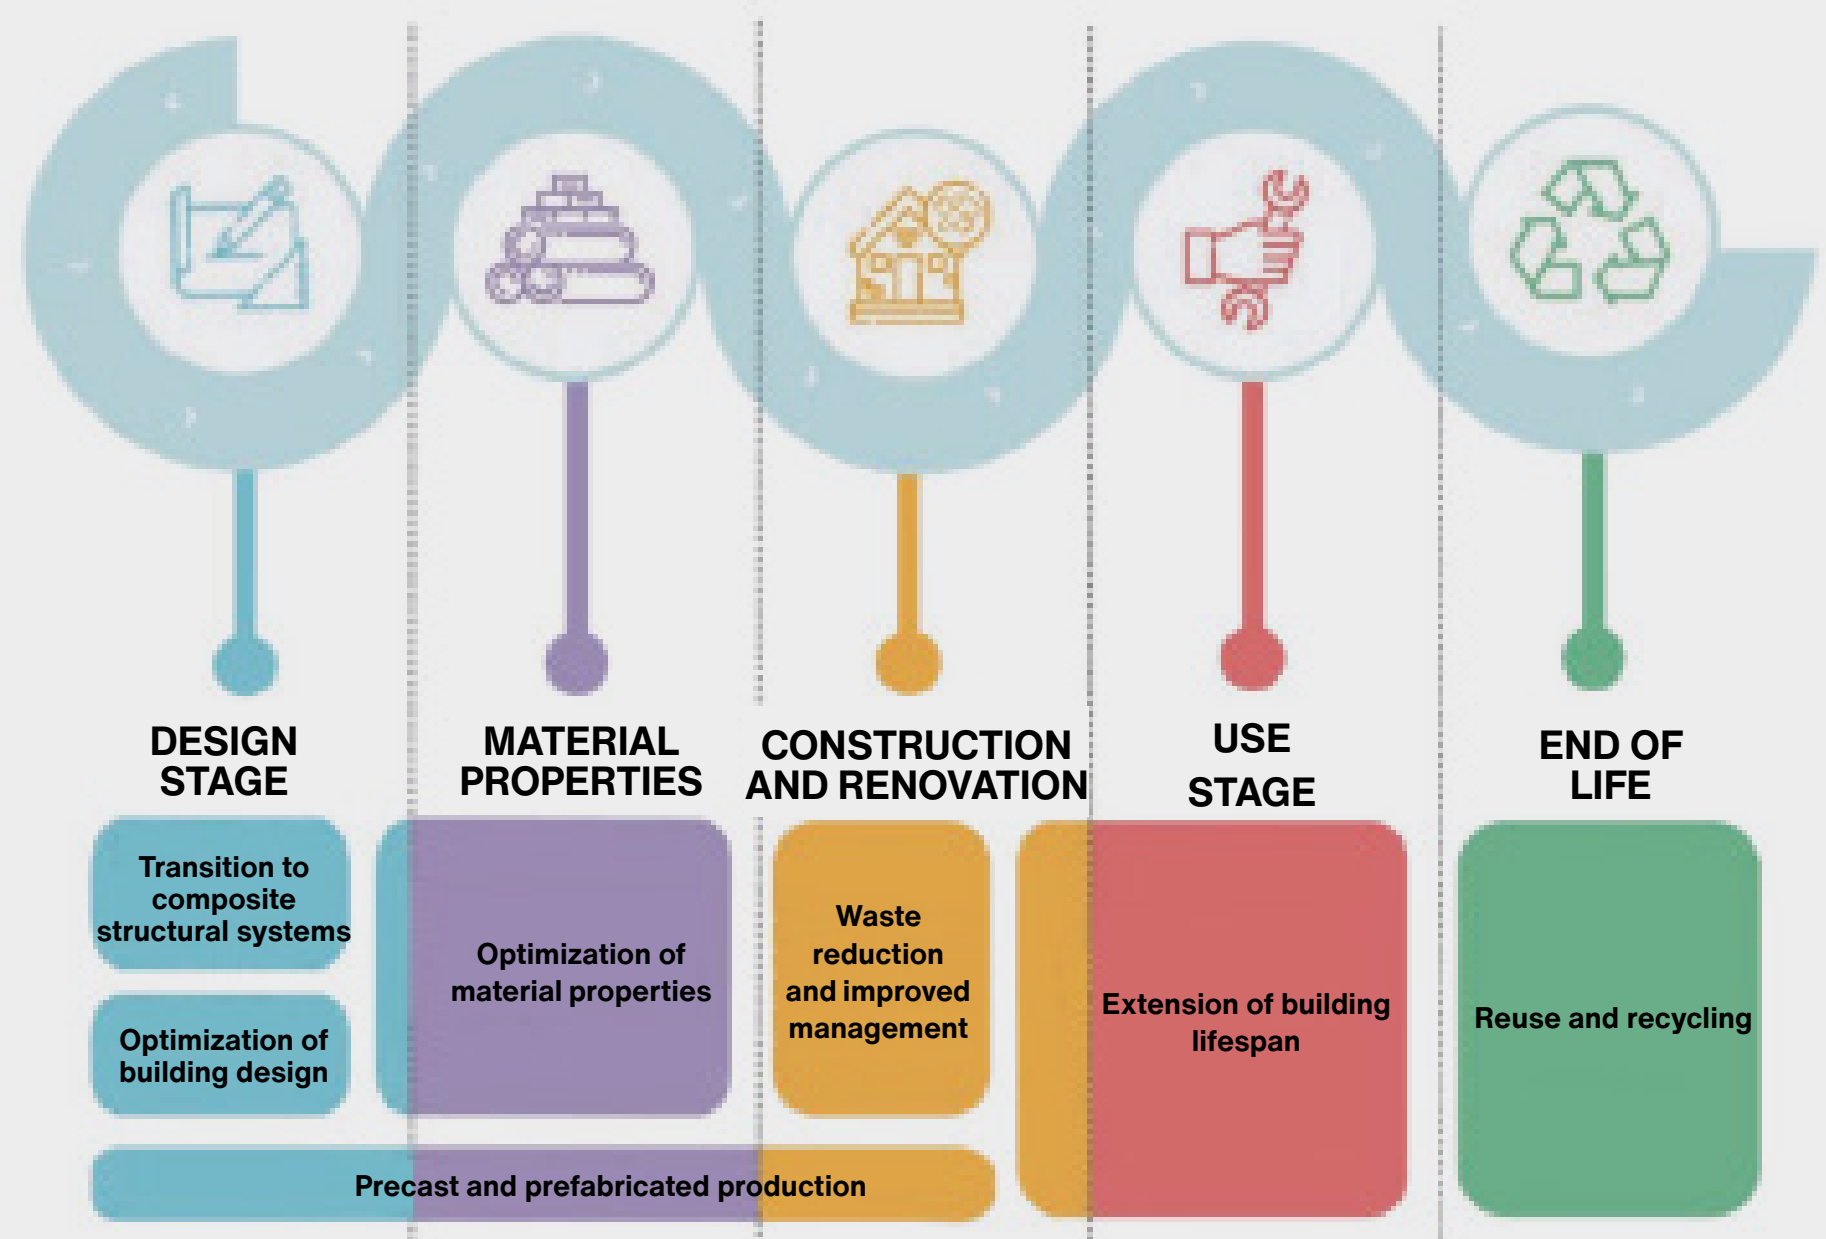 DESIGN
STAGE
MATERIAL
PROPERTIES
CONSTRUCTION
AND RENOVATION
USE
STAGE
END OF
LIFE
Transition to
composite
structural systems
Optimization of
building design
Optimization of
material properties
Waste
reduction
and improved
management
Extension of building
lifespan
Reuse and recycling
Precast and prefabricated production